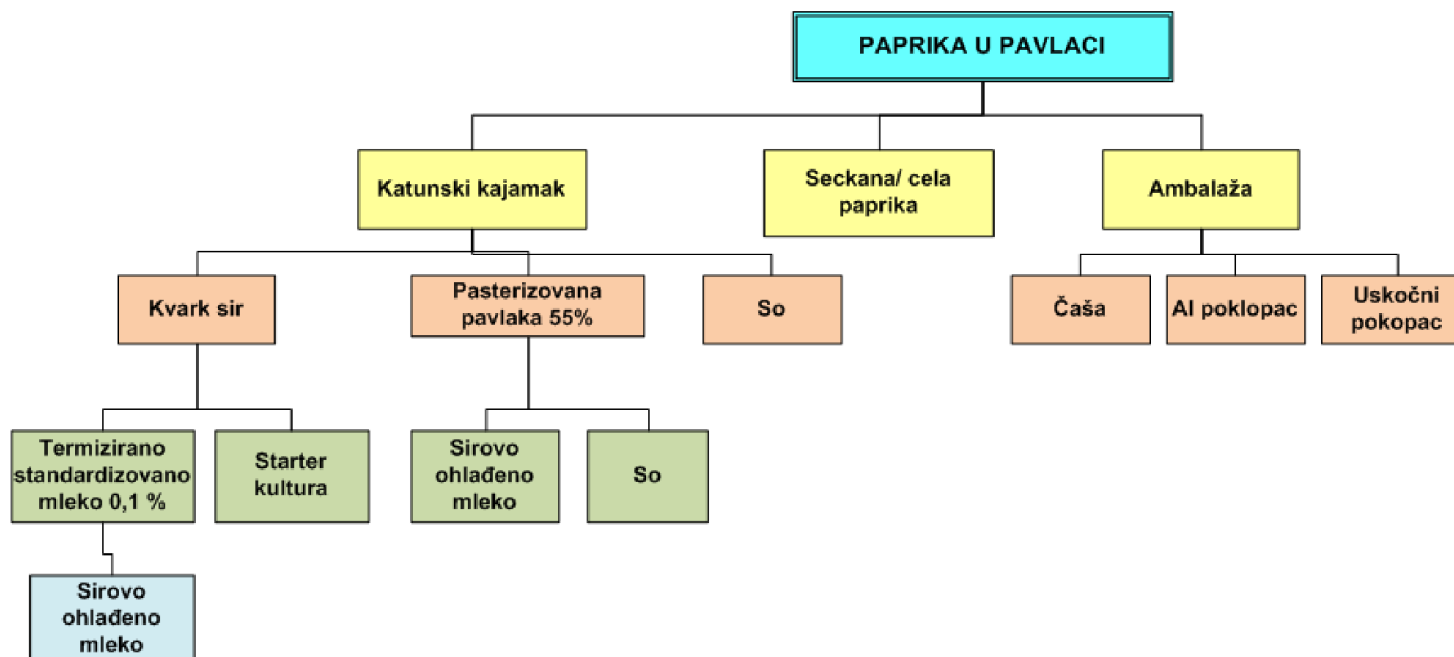 PAPRIKA U PAVLACI
Katunski kajamak
Seckana/ cela
paprika
Ambalaža
Kvark sir
Pasterizovana
pavlaka 55%
So
Čaša
Al poklopac
Uskočni
pokopac
Termizirano
standardizovano
mleko 0,1 %
Starter
kultura
Sirovo
ohlađeno
mleko
So
Sirovo
ohlađeno
mleko